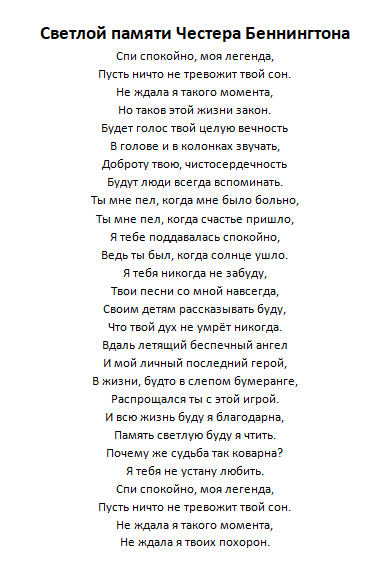 Светлой памяти Честера Беннингтона
Спи спокойно, моя легенда,
Пусть ничто не тревожит твой сон.
Не ждала я такого момента,
Но таков этой жизни закон.
Будет голос твой целую вечность
В голове и в колонках звучать,
Доброту твою, чистосердечность
Будут люди всегда вспоминать.
Ты мне пел, когда мне было больно,
Ты мне пел, когда счастье пришло,
Я тебе поддавалась спокойно,
Ведь ты был, когда солнце ушло.
Я тебя никогда не забуду,
Твои песни со мной навсегда,
Своим детям рассказывать буду,
Что твой дух не умрёт никогда.
Вдаль летящий беспечный ангел
И мой личный последний герой,
В жизни, будто в слепом бумеранге,
Распрощался ты с этой игрой.
И всю жизнь буду я благодарна,
Память светлую буду я чтить.
Почему же судьба так коварна?
Я тебя не устану любить.
Спи спокойно, моя легенда,
Пусть ничто не тревожит твой сон.
Не ждала я такого момента,
Не ждала я твоих похорон.